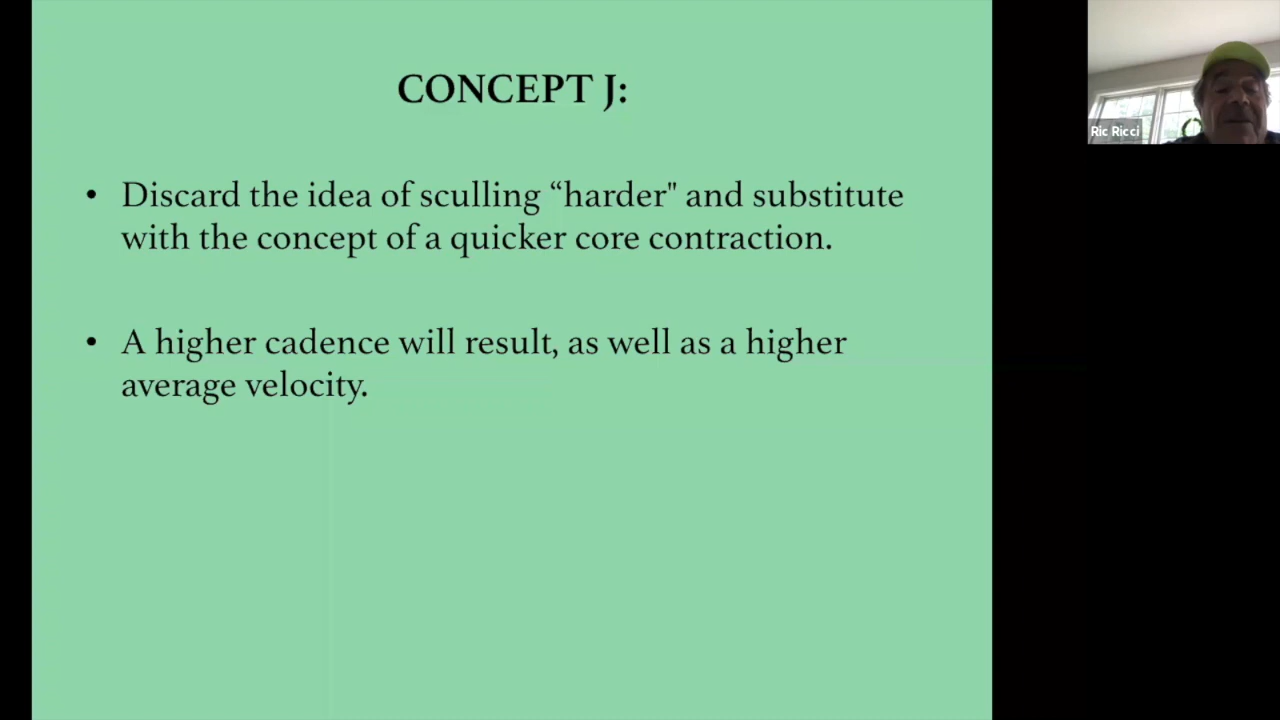 CONCEPT J:
• Discard the idea of sculling “harder" and substitute
with the concept of a quicker core contraction.
• A higher cadence will result, as well as a higher
average velocity.
Ric Ricci